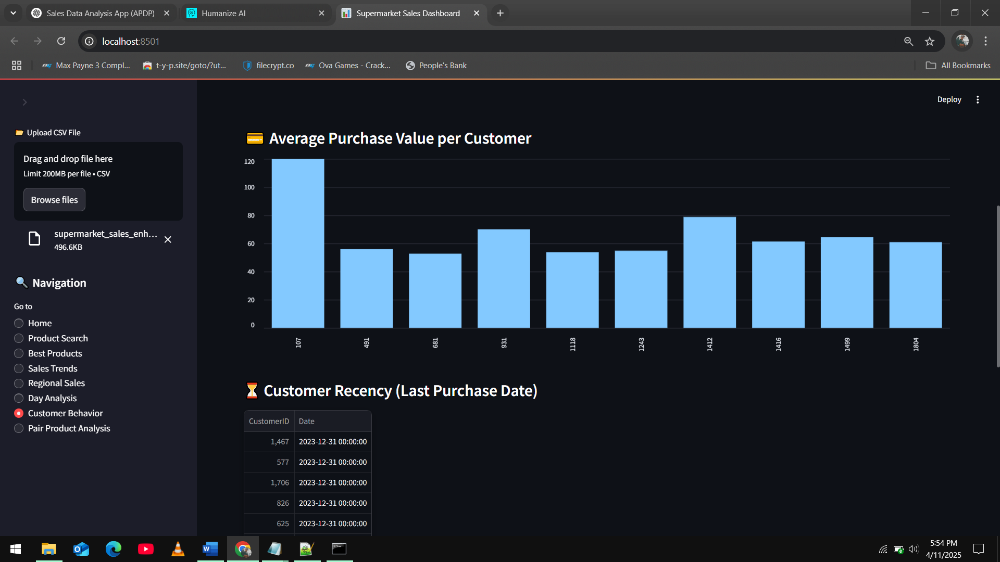 Sales Data Analysis App (APDP)
Humanize AI
Supermarket Sales Dashboard
localhost:8501
Max Payne 3 Compl...
t-y-p.site/goto/?ut...
filecrypt.co
Ova Games - Crack...
People's Bank
All Bookmarks
Deploy
Upload CSV File
Drag and drop file here
Limit 200MB per file • CSV
Browse files
supermarket_sales_enh...
496.6KB
Navigation
Go to
Home
Product Search
Best Products
Sales Trends
Regional Sales
Day Analysis
Customer Behavior
Pair Product Analysis
Average Purchase Value per Customer
120
100
80
60
40
20
0
107
491
681
931
1118
1243
1412
1416
1499
1804
Customer Recency (Last Purchase Date)
CustomerID Date
1,467 2023-12-31 00:00:00
577 2023-12-31 00:00:00
1,706 2023-12-31 00:00:00
826 2023-12-31 00:00:00
625 2023-12-31 00:00:00
5:54 PM
4/11/2025